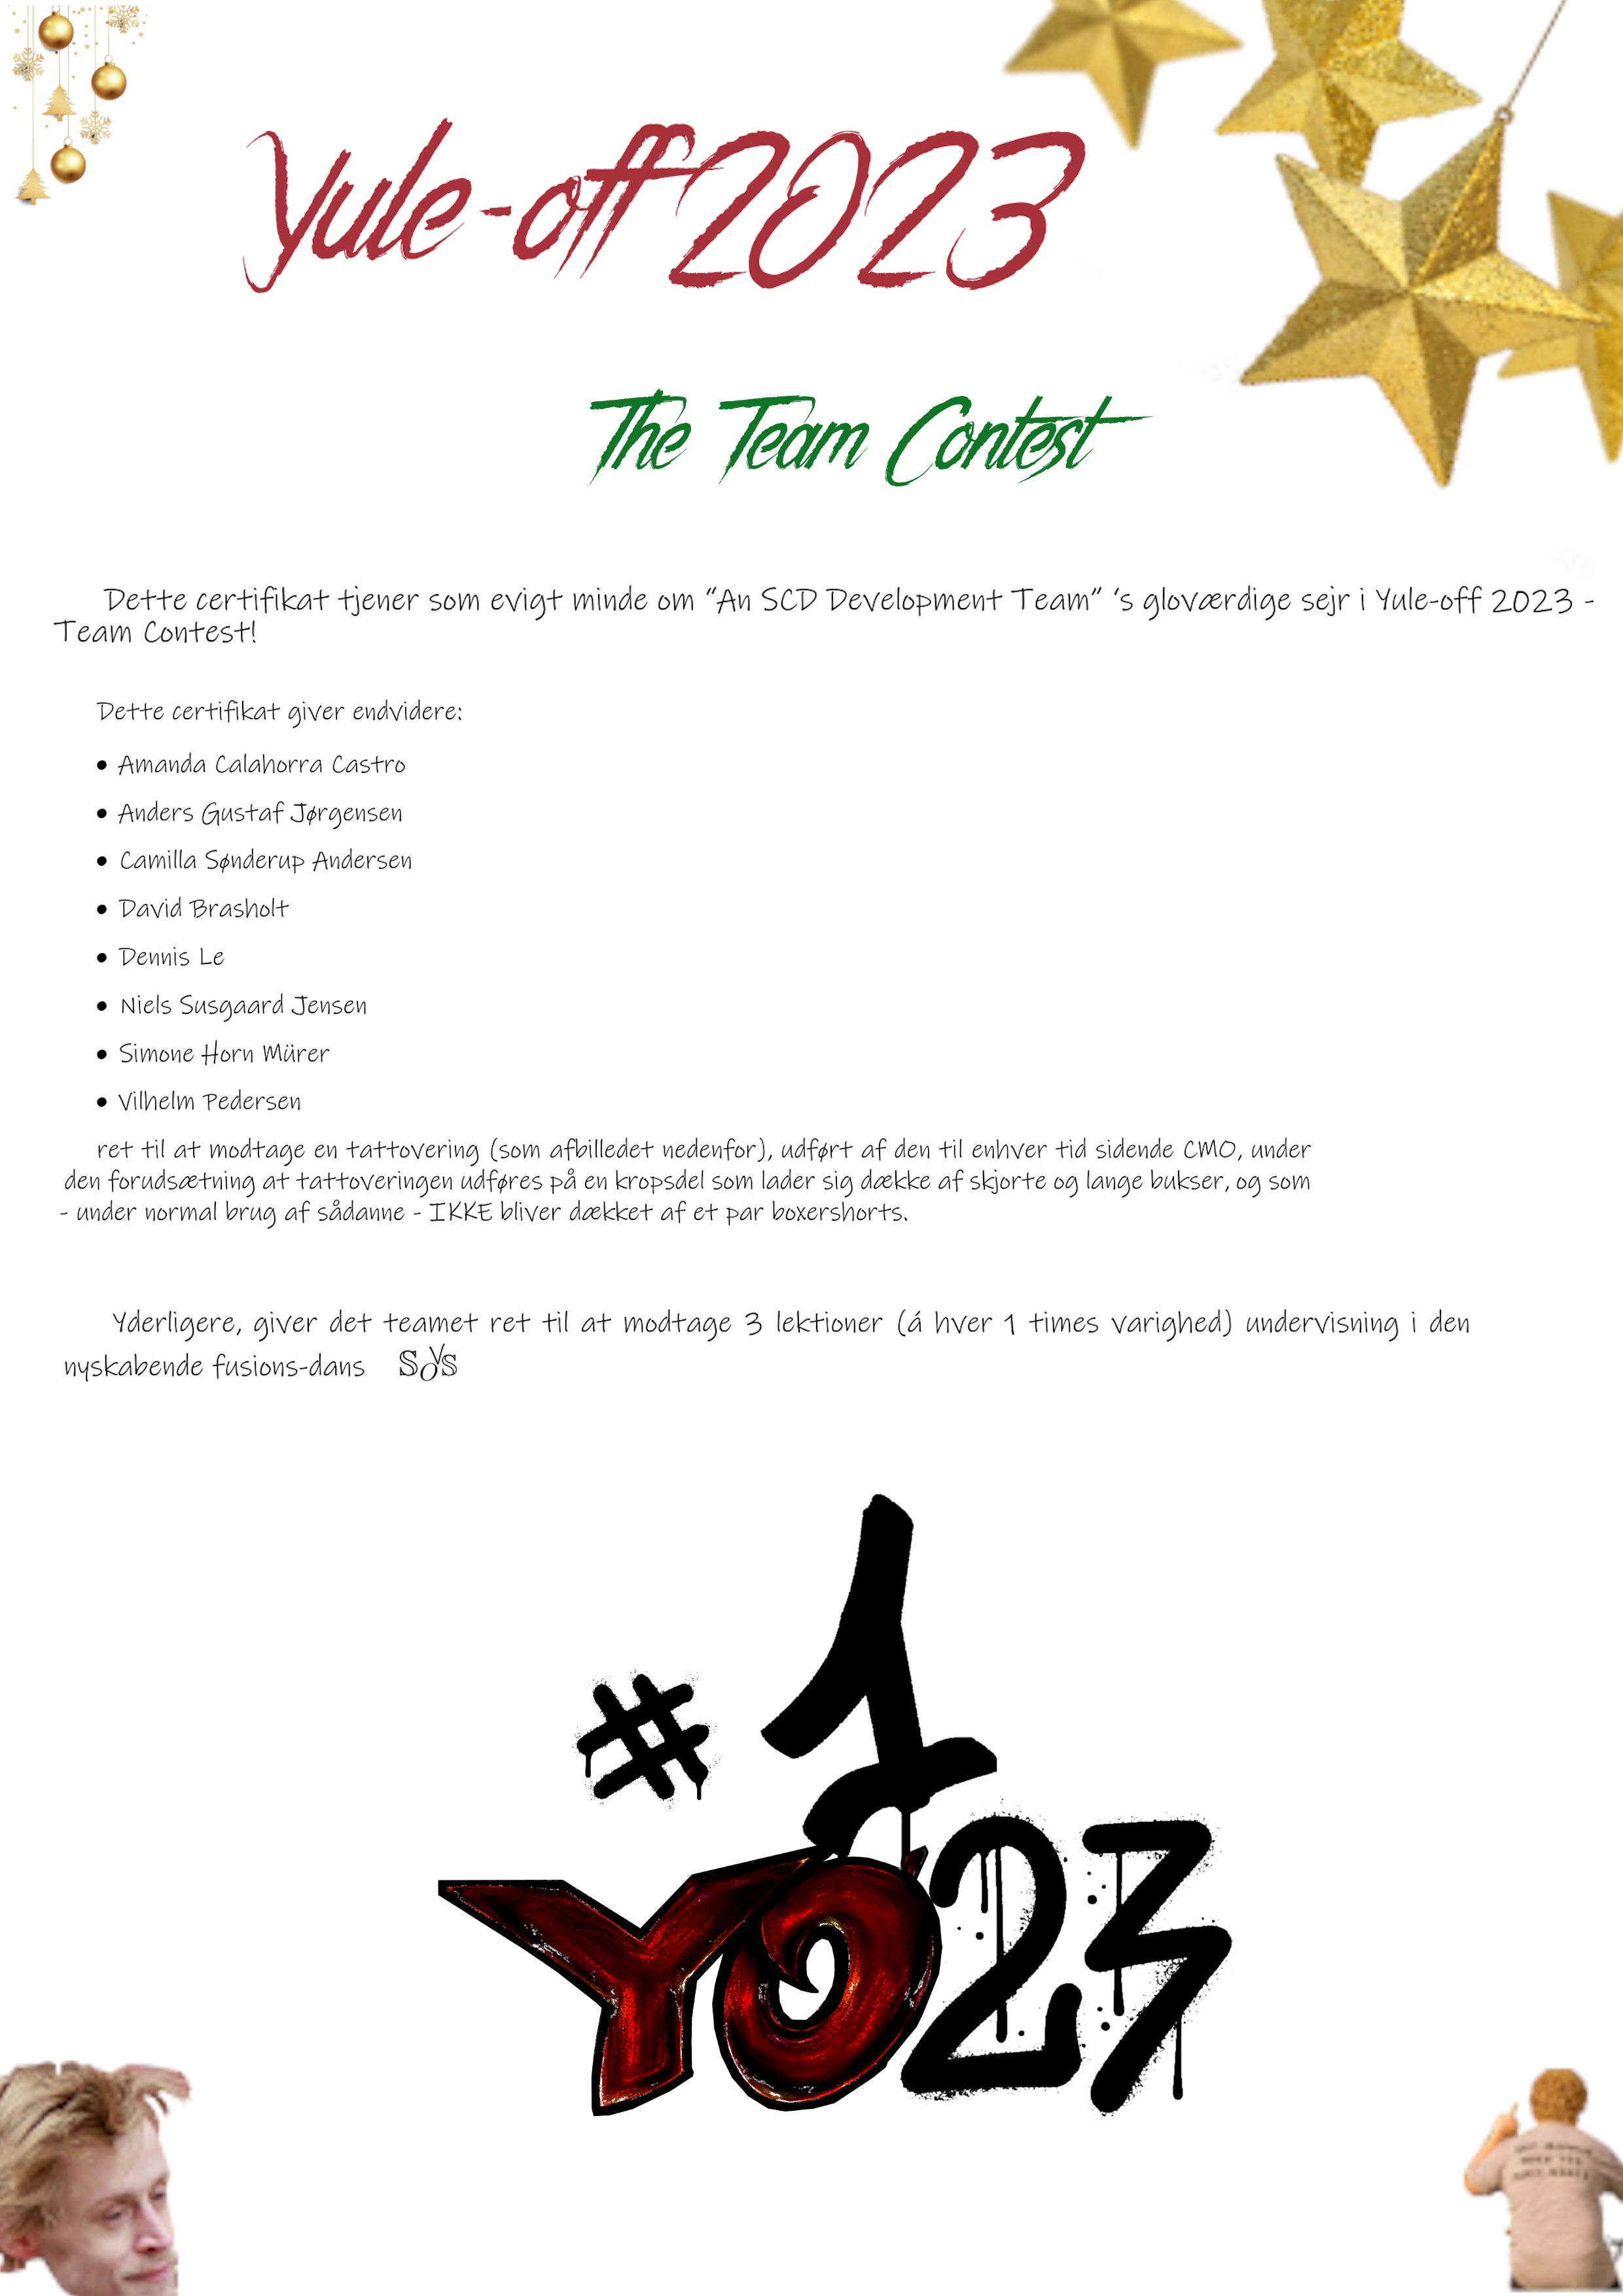 Yule-off 2023
The Team Contest
Dette certifikat tjener som evigt minde om “An SCD Development Team” ‘s gloværdige sejr i Yule-off 2023 -
Team Contest!
Dette certifikat giver endvidere:
• Amanda Calahorra Castro
• Anders Gustaf Jørgensen
• Camilla Sønderup Andersen
• David Brasholt
• Dennis Le
• Niels Susgaard Jensen
• Simone Horn Mürer
• Vilhelm Pedersen
ret til at modtage en tattovering (som afbilledet nedenfor), udført af den til enhver tid sidende CMO, under
den forudsætning at tattoveringen udføres på en kropsdel som lader sig dække af skjorte og lange bukser, og som
- under normal brug af sådanne - IKKE bliver dækket af et par boxershorts.
Yderligere, giver det teamet ret til at modtage 3 lektioner (á hver 1 times varighed) undervisning i den
nyskabende fusions-dans SOVS
#1
YO23